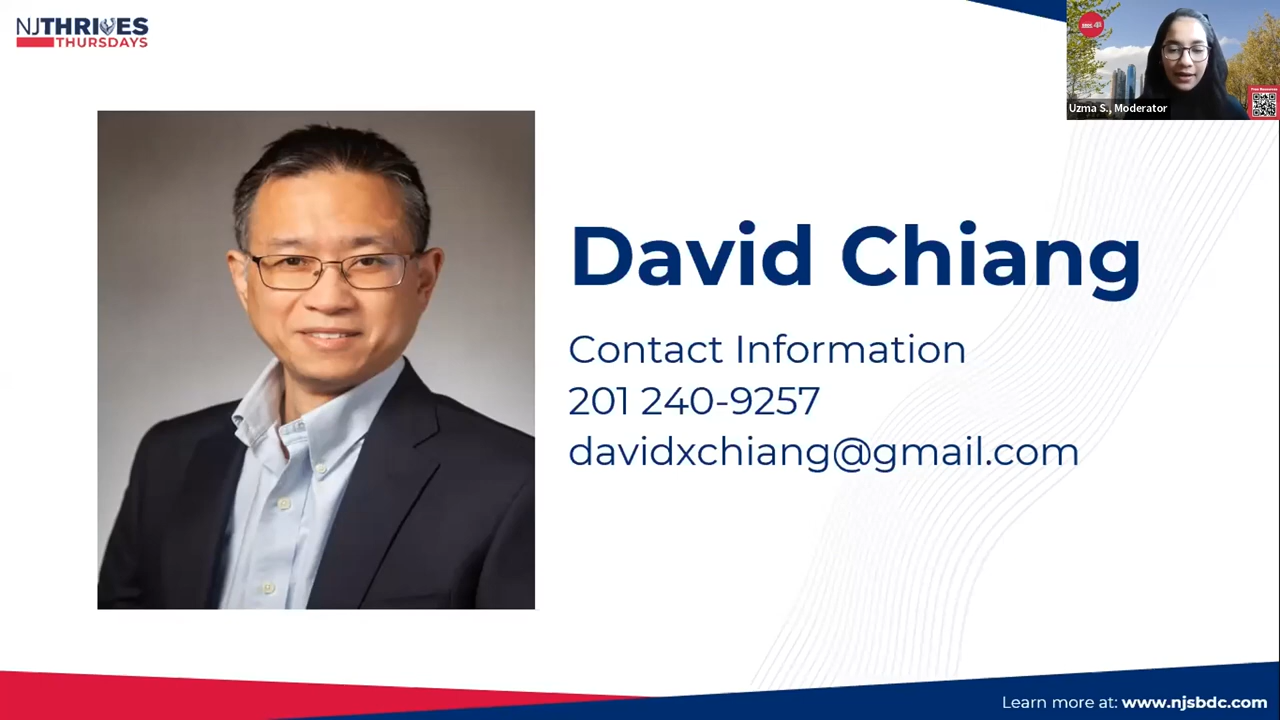 NJTHRIVES
THURSDAYS
Uzma S., Moderator
David Chiang
Contact Information
201 240-9257
davidxchiang@gmail.com
Learn more at: www.njsbdc.com